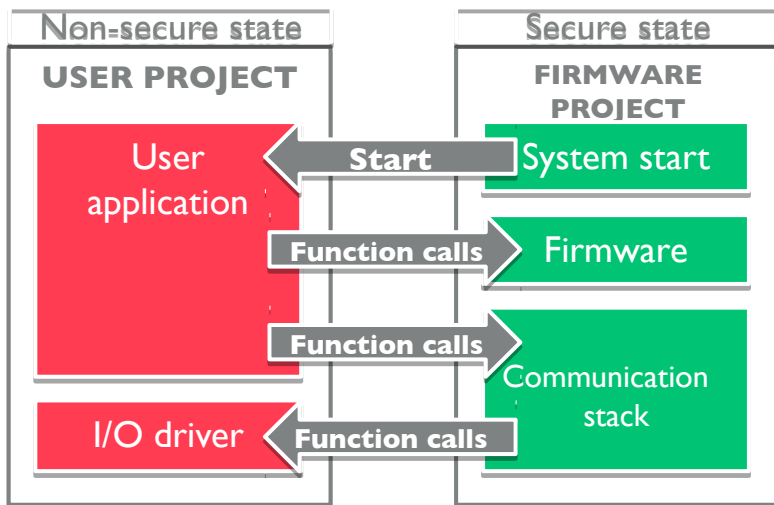 Non-secure state
Secure state
USER PROJECT
FIRMWARE
PROJECT
User
application
Start
System start
Function calls
Firmware
Function calls
Communication
stack
I/O driver
Function calls